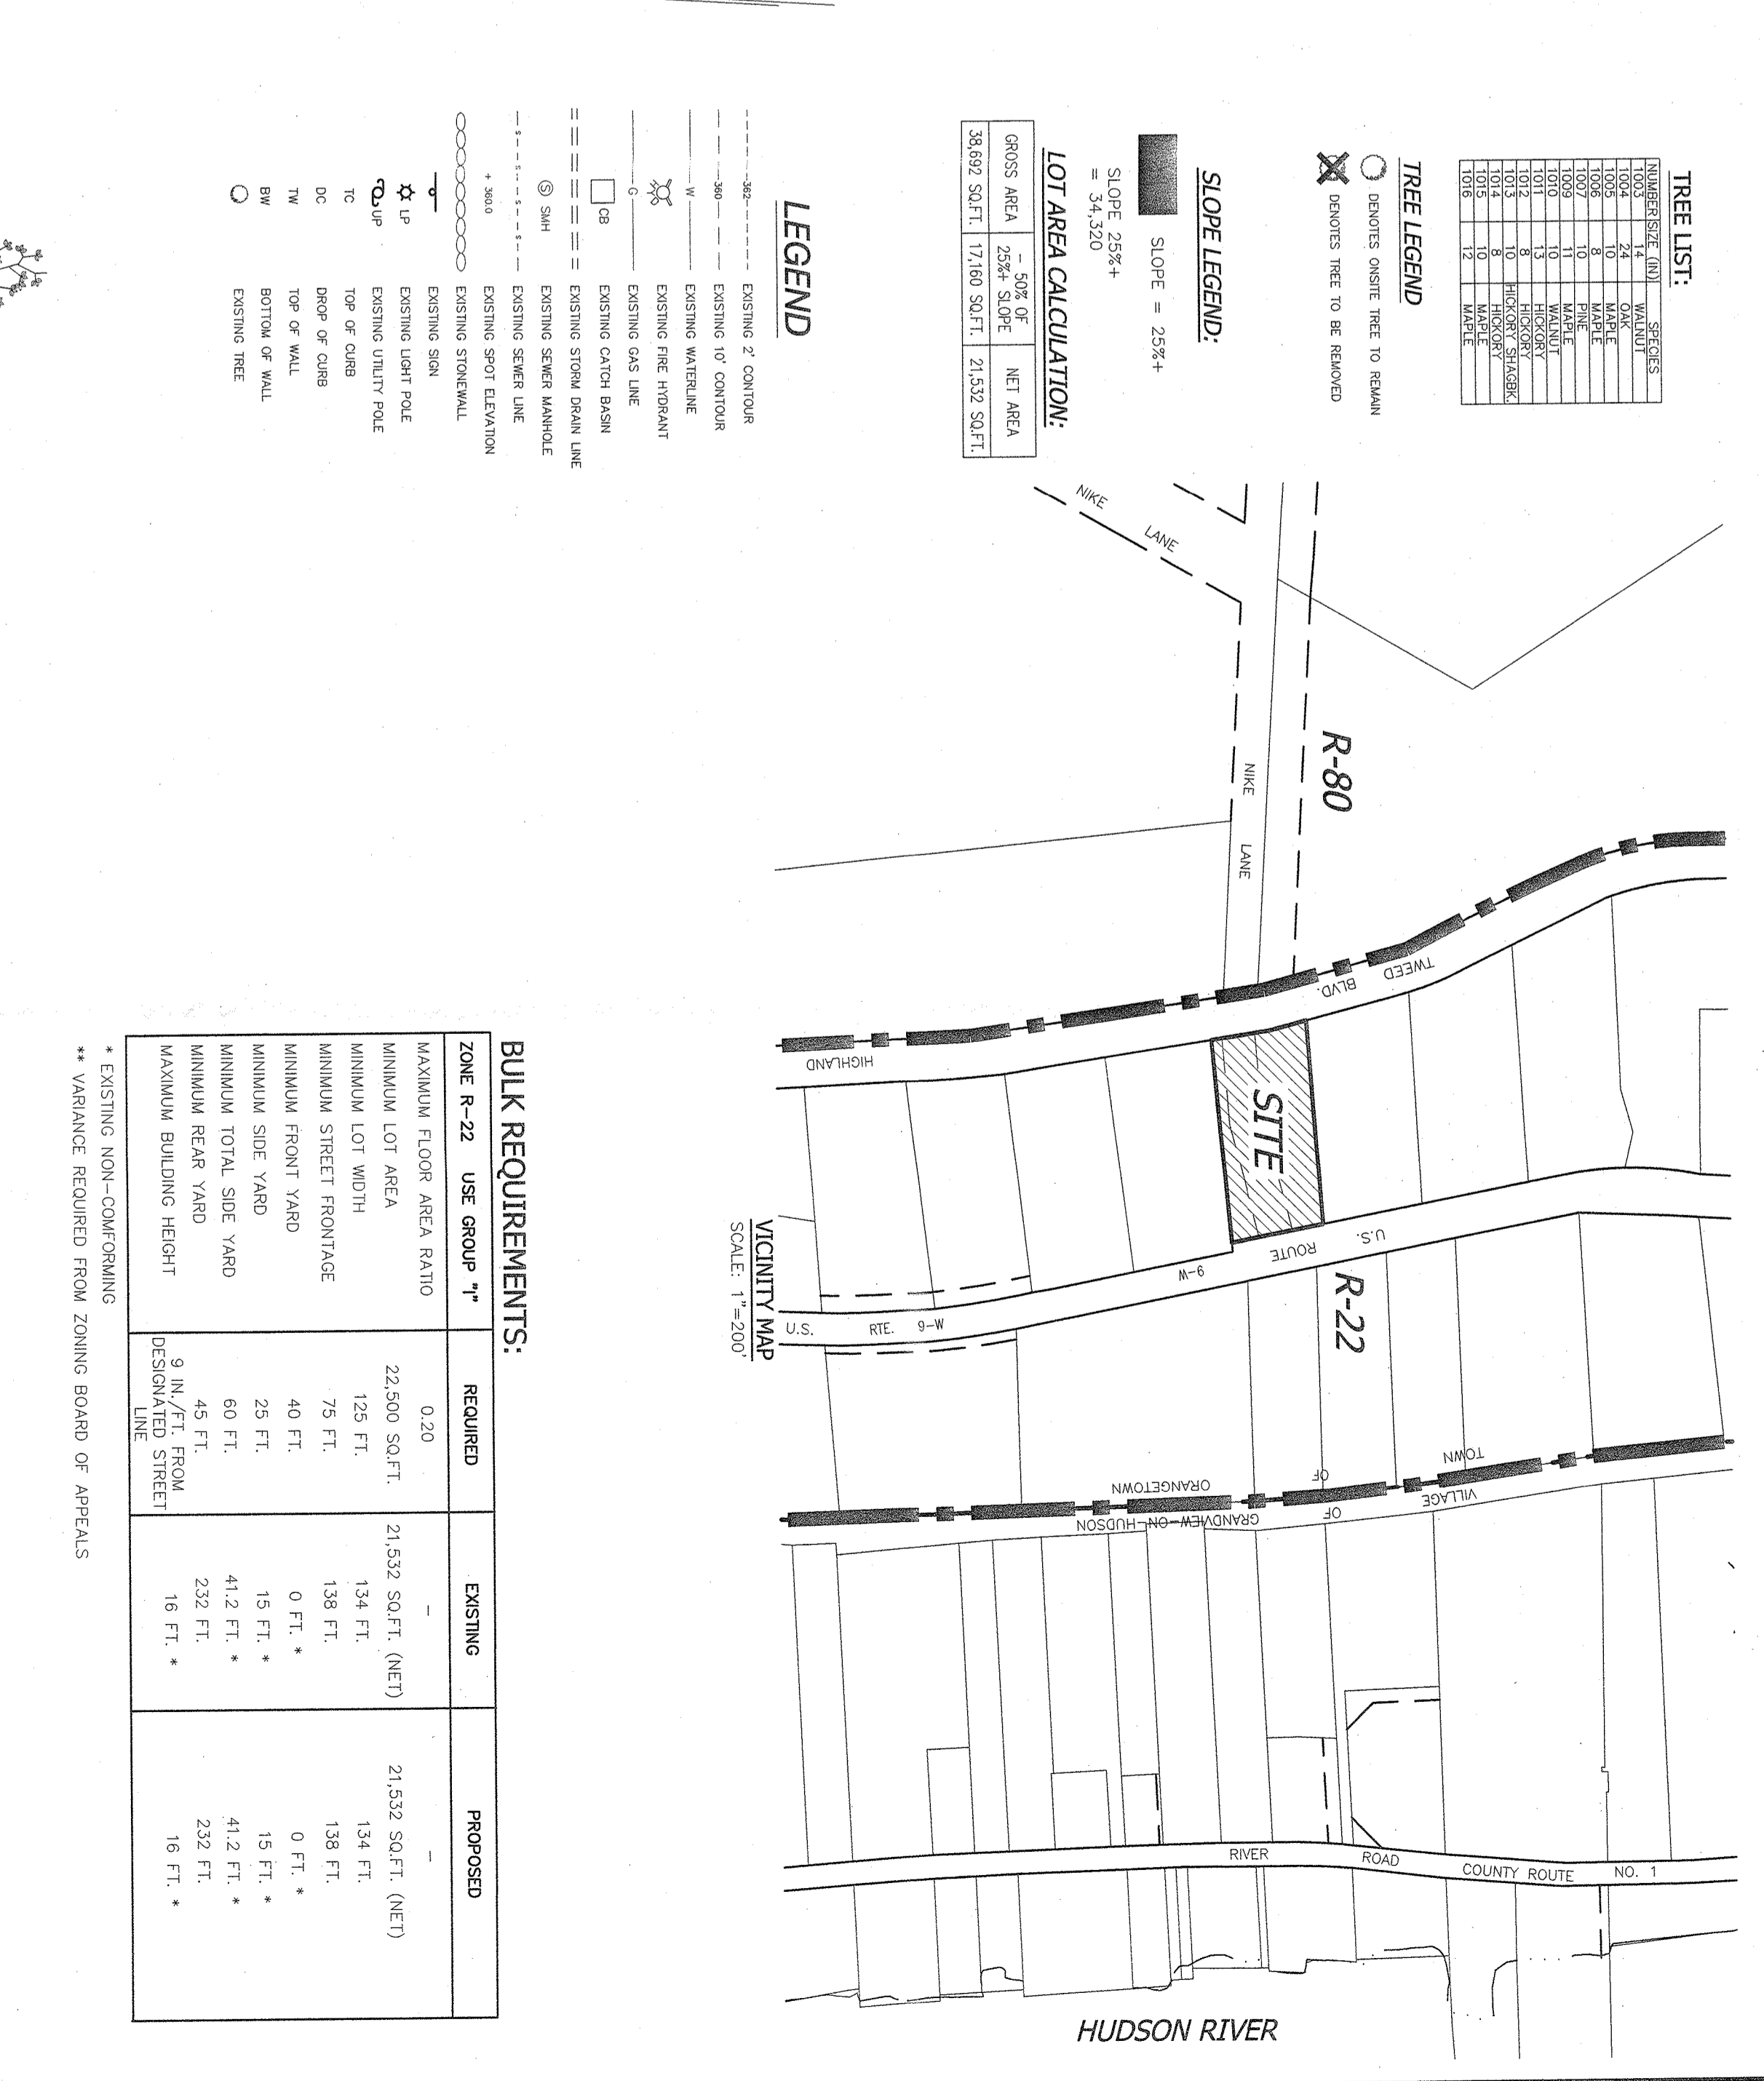 TREE LIST:
NUMBER SIZE (IN) SPECIES
1003 14 WALNUT
1004 24 OAK
1005 10 MAPLE
1006 8 MAPLE
1007 10 PINE
1009 11 MAPLE
1010 10 WALNUT
1011 13 HICKORY
1012 8 HICKORY
1013 10 HICKORY SHAGBK.
1014 8 HICKORY
1015 10 MAPLE
1016 12 MAPLE
TREE LEGEND
DENOTES ONSITE TREE TO REMAIN
DENOTES TREE TO BE REMOVED
SLOPE LEGEND:
SLOPE = 25%+
SLOPE 25%+
= 34,320
LOT AREA CALCULATION:
GROSS AREA - 50% OF 25%+ SLOPE NET AREA
38,692 SQ.FT. 17,160 SQ.FT. 21,532 SQ.FT.
LEGEND
362 EXISTING 2' CONTOUR
360 EXISTING 10' CONTOUR
W EXISTING WATERLINE
EXISTING FIRE HYDRANT
G EXISTING GAS LINE
CB EXISTING CATCH BASIN
EXISTING STORM DRAIN LINE
S SMH EXISTING SEWER MANHOLE
S S S EXISTING SEWER LINE
+ 360.0 EXISTING SPOT ELEVATION
EXISTING STONEWALL
EXISTING SIGN
LP EXISTING LIGHT POLE
UP EXISTING UTILITY POLE
TC TOP OF CURB
DC DROP OF CURB
TW TOP OF WALL
BW BOTTOM OF WALL
EXISTING TREE
NIKE LANE
NIKE LANE
R-80
TWEED BLVD.
HIGHLAND
SITE
U.S. ROUTE 9-W
R-22
U.S. RTE. 9-W
TOWN OF ORANGETOWN
VILLAGE OF GRANDVIEW-ON-HUDSON
RIVER ROAD COUNTY ROUTE NO. 1
HUDSON RIVER
VICINITY MAP
SCALE: 1"=200'
BULK REQUIREMENTS:
ZONE R-22 USE GROUP "I" REQUIRED EXISTING PROPOSED
MAXIMUM FLOOR AREA RATIO 0.20 - -
MINIMUM LOT AREA 22,500 SQ.FT. 21,532 SQ.FT. (NET) 21,532 SQ.FT. (NET)
MINIMUM LOT WIDTH 125 FT. 134 FT. 134 FT.
MINIMUM STREET FRONTAGE 75 FT. 138 FT. 138 FT.
MINIMUM FRONT YARD 40 FT. 0 FT. * 0 FT. *
MINIMUM SIDE YARD 25 FT. 15 FT. * 15 FT. *
MINIMUM TOTAL SIDE YARD 60 FT. 41.2 FT. * 41.2 FT. *
MINIMUM REAR YARD 45 FT. 232 FT. 232 FT.
MAXIMUM BUILDING HEIGHT 9 IN./FT. FROM DESIGNATED STREET LINE 16 FT. * 16 FT. *
* EXISTING NON-COMFORMING
** VARIANCE REQUIRED FROM ZONING BOARD OF APPEALS